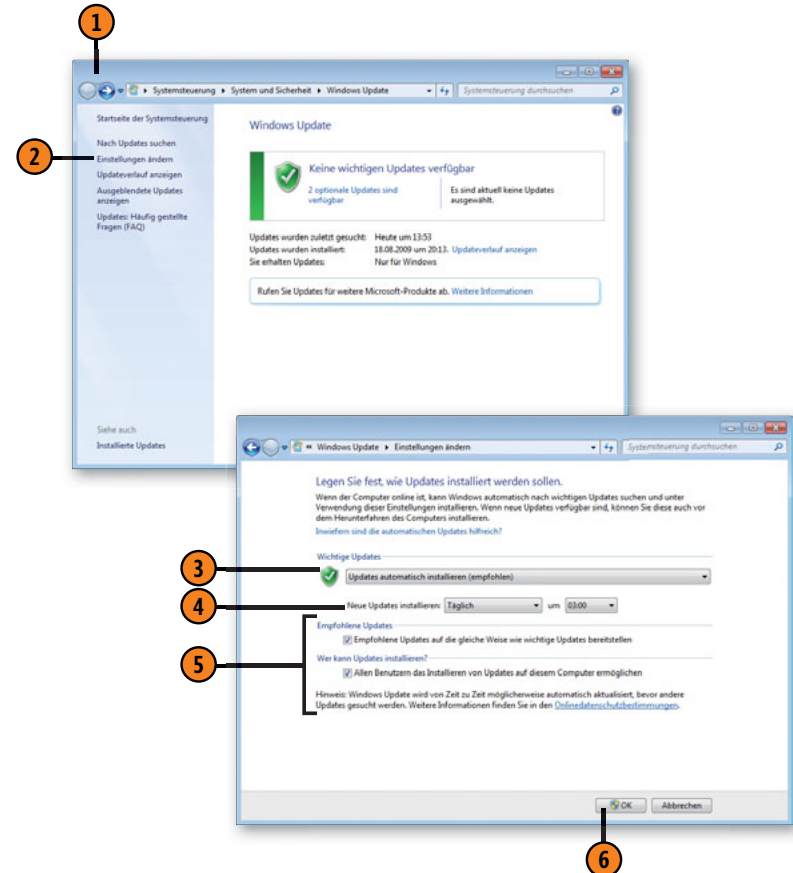 1
Systemsteuerung ▸ System und Sicherheit ▸ Windows Update
Systemsteuerung durchsuchen
Startseite der Systemsteuerung
Nach Updates suchen
2
Einstellungen ändern
Updateverlauf anzeigen
Ausgeblendete Updates
anzeigen
Updates: Häufig gestellte
Fragen (FAQ)
Siehe auch
Installierte Updates
Windows Update
Keine wichtigen Updates verfügbar
2 optionale Updates sind
verfügbar
Es sind aktuell keine Updates
ausgewählt.
Updates wurden zuletzt gesucht: Heute um 13:53
Updates wurden installiert: 18.08.2009 um 20:13. Updateverlauf anzeigen
Sie erhalten Updates: Nur für Windows
Rufen Sie Updates für weitere Microsoft-Produkte ab. Weitere Informationen
« Windows Update ▸ Einstellungen ändern
Systemsteuerung durchsuchen
Legen Sie fest, wie Updates installiert werden sollen.
Wenn der Computer online ist, kann Windows automatisch nach wichtigen Updates suchen und unter
Verwendung dieser Einstellungen installieren. Wenn neue Updates verfügbar sind, können Sie diese auch vor
dem Herunterfahren des Computers installieren.
Inwiefern sind die automatischen Updates hilfreich?
Wichtige Updates
3
Updates automatisch installieren (empfohlen)
4
Neue Updates installieren: Täglich um 03:00
Empfohlene Updates
Empfohlene Updates auf die gleiche Weise wie wichtige Updates bereitstellen
5
Wer kann Updates installieren?
Allen Benutzern das Installieren von Updates auf diesem Computer ermöglichen
Hinweis: Windows Update wird von Zeit zu Zeit möglicherweise automatisch aktualisiert, bevor andere
Updates gesucht werden. Weitere Informationen finden Sie in den Onlinedatenschutzbestimmungen.
OK Abbrechen
6